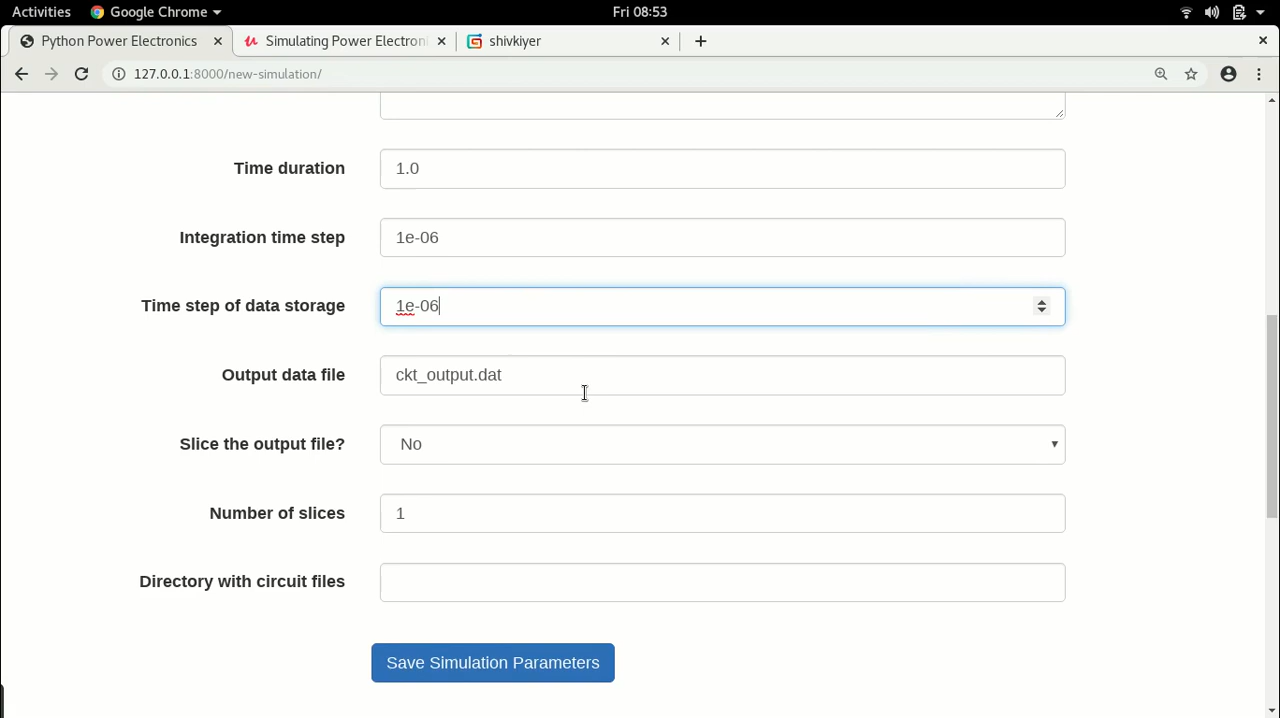 Activities
Google Chrome
Fri 08:53
Python Power Electronics
Simulating Power Electroni
shivkiyer
127.0.0.1:8000/new-simulation/
Time duration
1.0
Integration time step
1e-06
Time step of data storage
1e-06
Output data file
ckt_output.dat
Slice the output file?
No
Number of slices
1
Directory with circuit files
Save Simulation Parameters